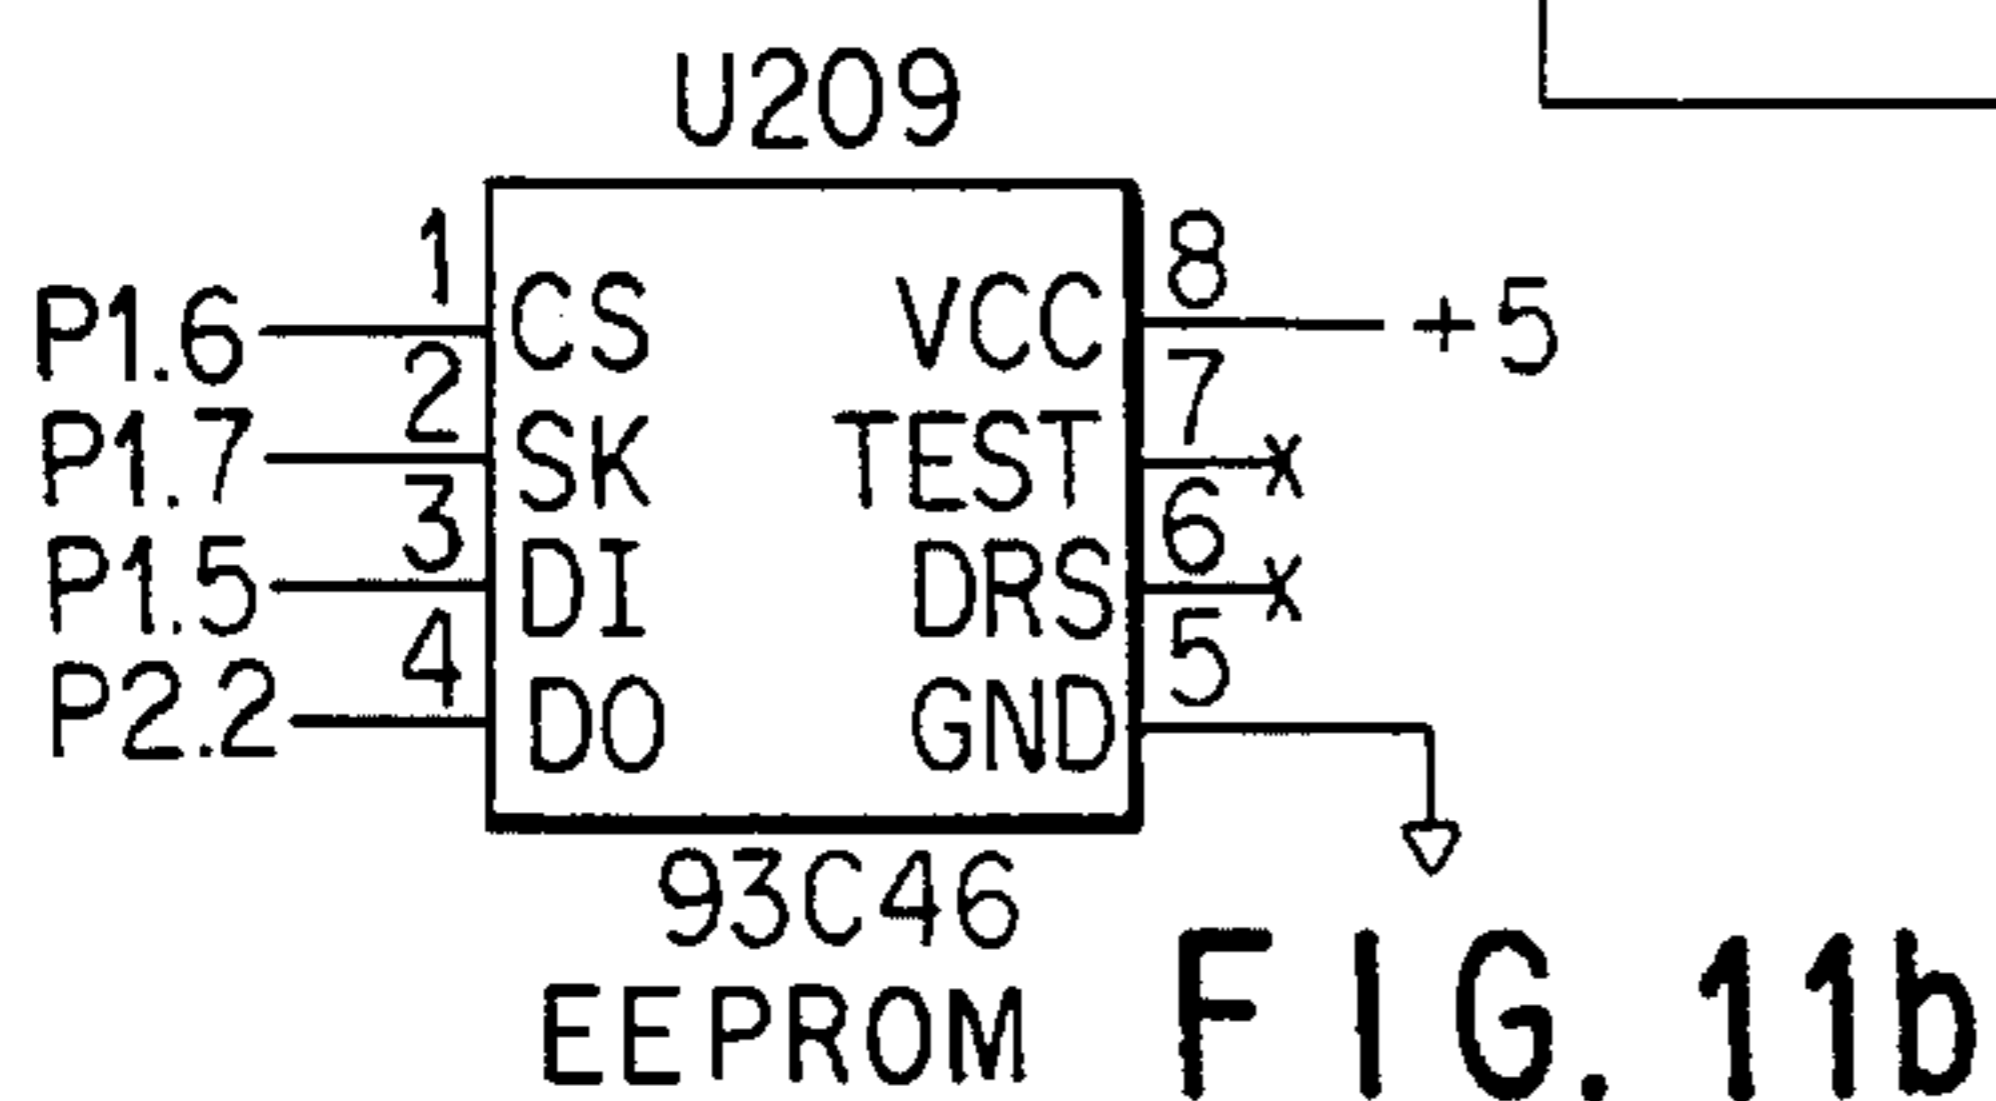 U209
1 8
P1.6 CS VCC +5
2 7
P1.7 SK TEST x
3 6
P1.5 DI DRS x
4 5
P2.2 DO GND
93C46
EEPROM
FIG. 11b